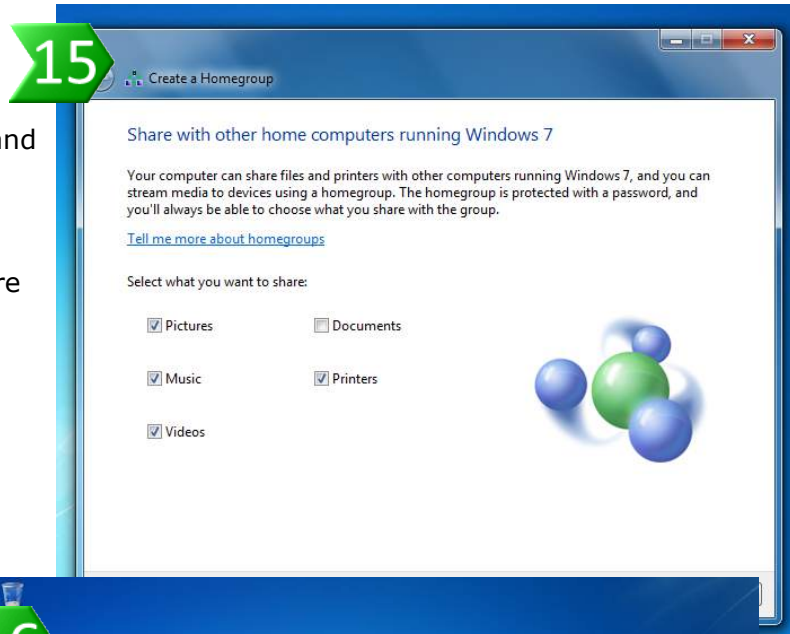 15
Create a Homegroup
and
Share with other home computers running Windows 7
Your computer can share files and printers with other computers running Windows 7, and you can
stream media to devices using a homegroup. The homegroup is protected with a password, and
you'll always be able to choose what you share with the group.
Tell me more about homegroups
Select what you want to share:
Pictures
Documents
Music
Printers
Videos